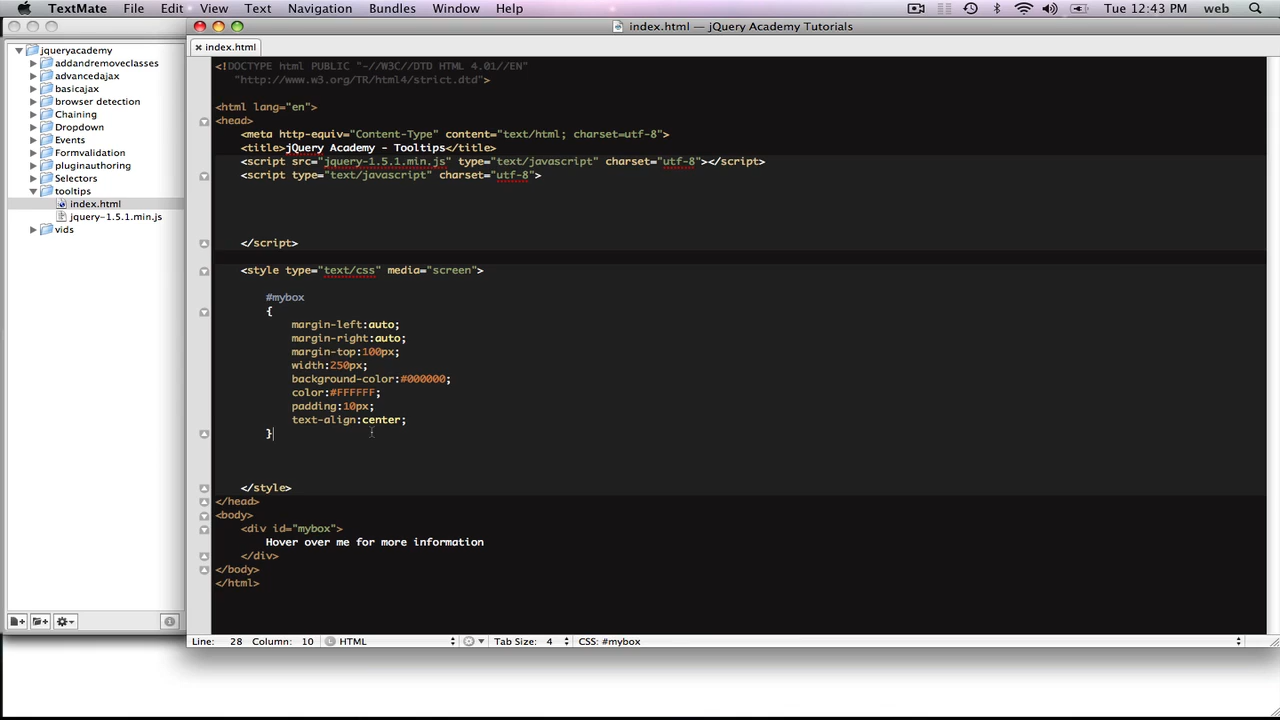 TextMate File Edit View Text Navigation Bundles Window Help Tue 12:43 PM web
index.html — jQuery Academy Tutorials
jqueryacademy
addandremoveclasses
advancedajax
basicajax
browser detection
Chaining
Dropdown
Events
Formvalidation
pluginauthoring
Selectors
tooltips
index.html
jquery-1.5.1.min.js
vids
index.html
<!DOCTYPE html PUBLIC "-//W3C//DTD HTML 4.01//EN"
"http://www.w3.org/TR/html4/strict.dtd">
<html lang="en">
<head>
<meta http-equiv="Content-Type" content="text/html; charset=utf-8">
<title>jQuery Academy - Tooltips</title>
<script src="jquery-1.5.1.min.js" type="text/javascript" charset="utf-8"></script>
<script type="text/javascript" charset="utf-8">
</script>
<style type="text/css" media="screen">
#mybox
{
margin-left:auto;
margin-right:auto;
margin-top:100px;
width:250px;
background-color:#000000;
color:#FFFFFF;
padding:10px;
text-align:center;
}
</style>
</head>
<body>
<div id="mybox">
Hover over me for more information
</div>
</body>
</html>
Line: 28 Column: 10 HTML Tab Size: 4 CSS: #mybox